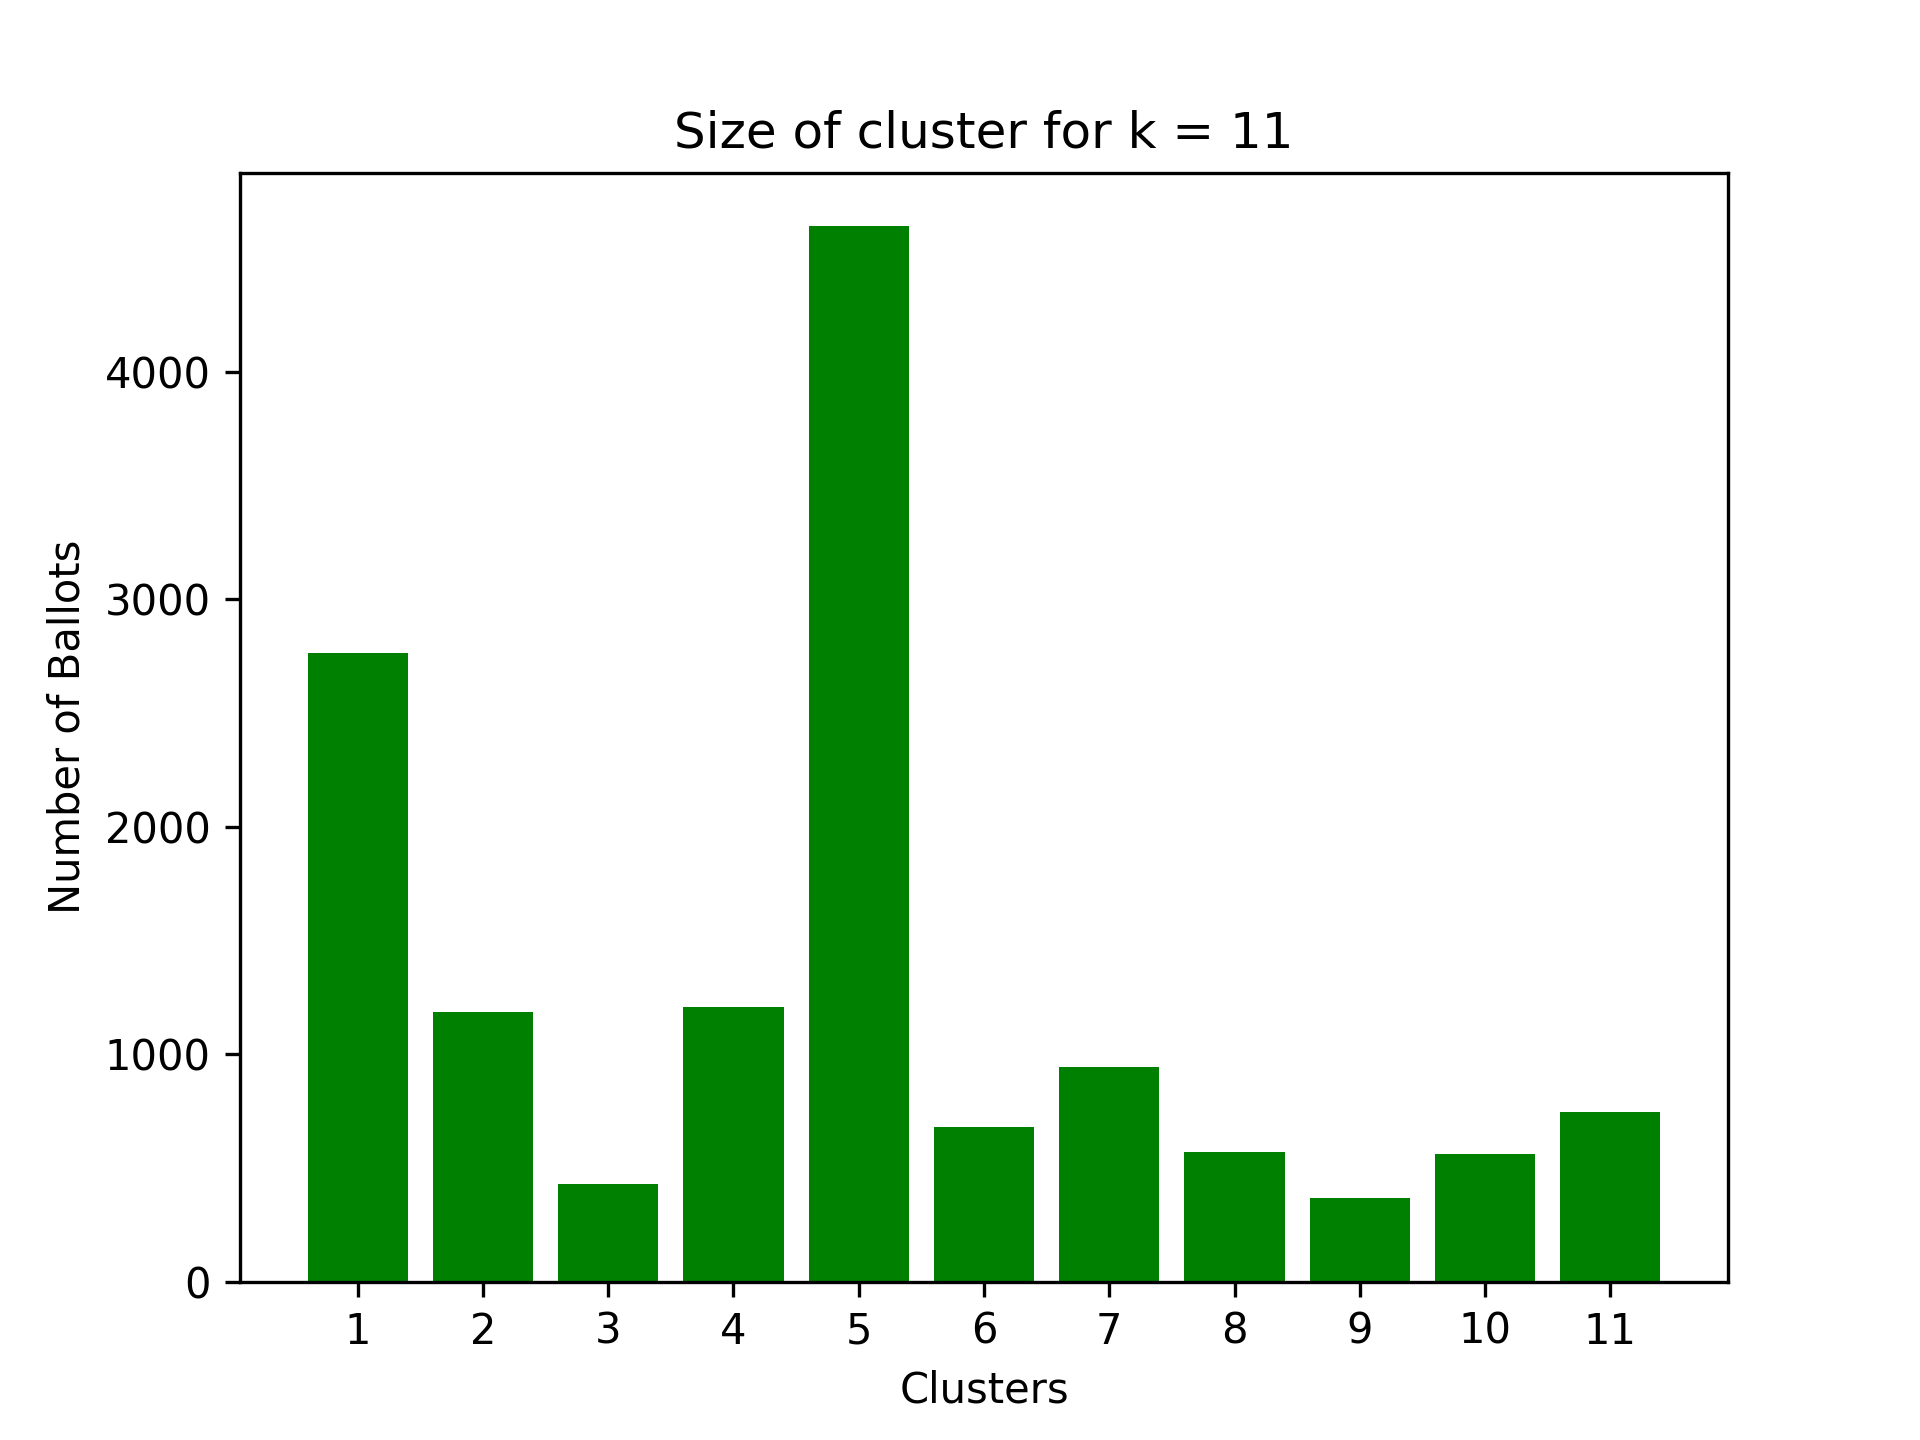 Size of cluster for k = 11
Number of Ballots
4000
3000
2000
1000
0
1 2 3 4 5 6 7 8 9 10 11
Clusters